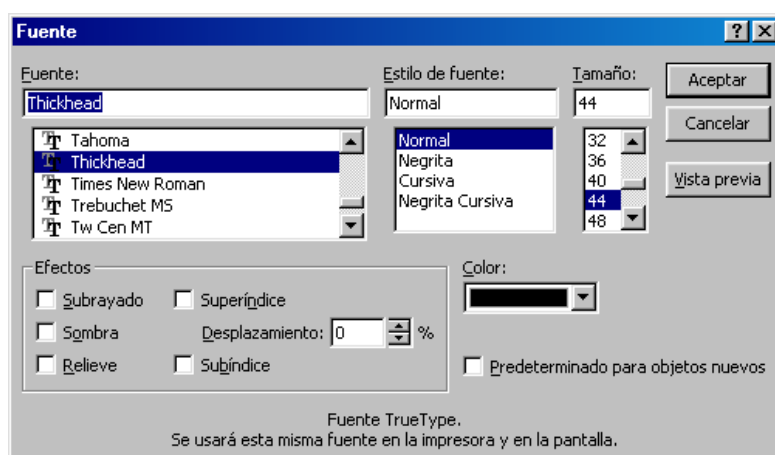 Fuente
Fuente:
Estilo de fuente:
Tamaño:
Thickhead
Normal
44
Aceptar
Cancelar
Vista previa
Tahoma
Thickhead
Times New Roman
Trebuchet MS
Tw Cen MT
Normal
Negrita
Cursiva
Negrita Cursiva
32
36
40
44
48
Efectos
Subrayado
Superíndice
Sombra
Desplazamiento: 0 %
Relieve
Subíndice
Color:
Predeterminado para objetos nuevos
Fuente TrueType.
Se usará esta misma fuente en la impresora y en la pantalla.